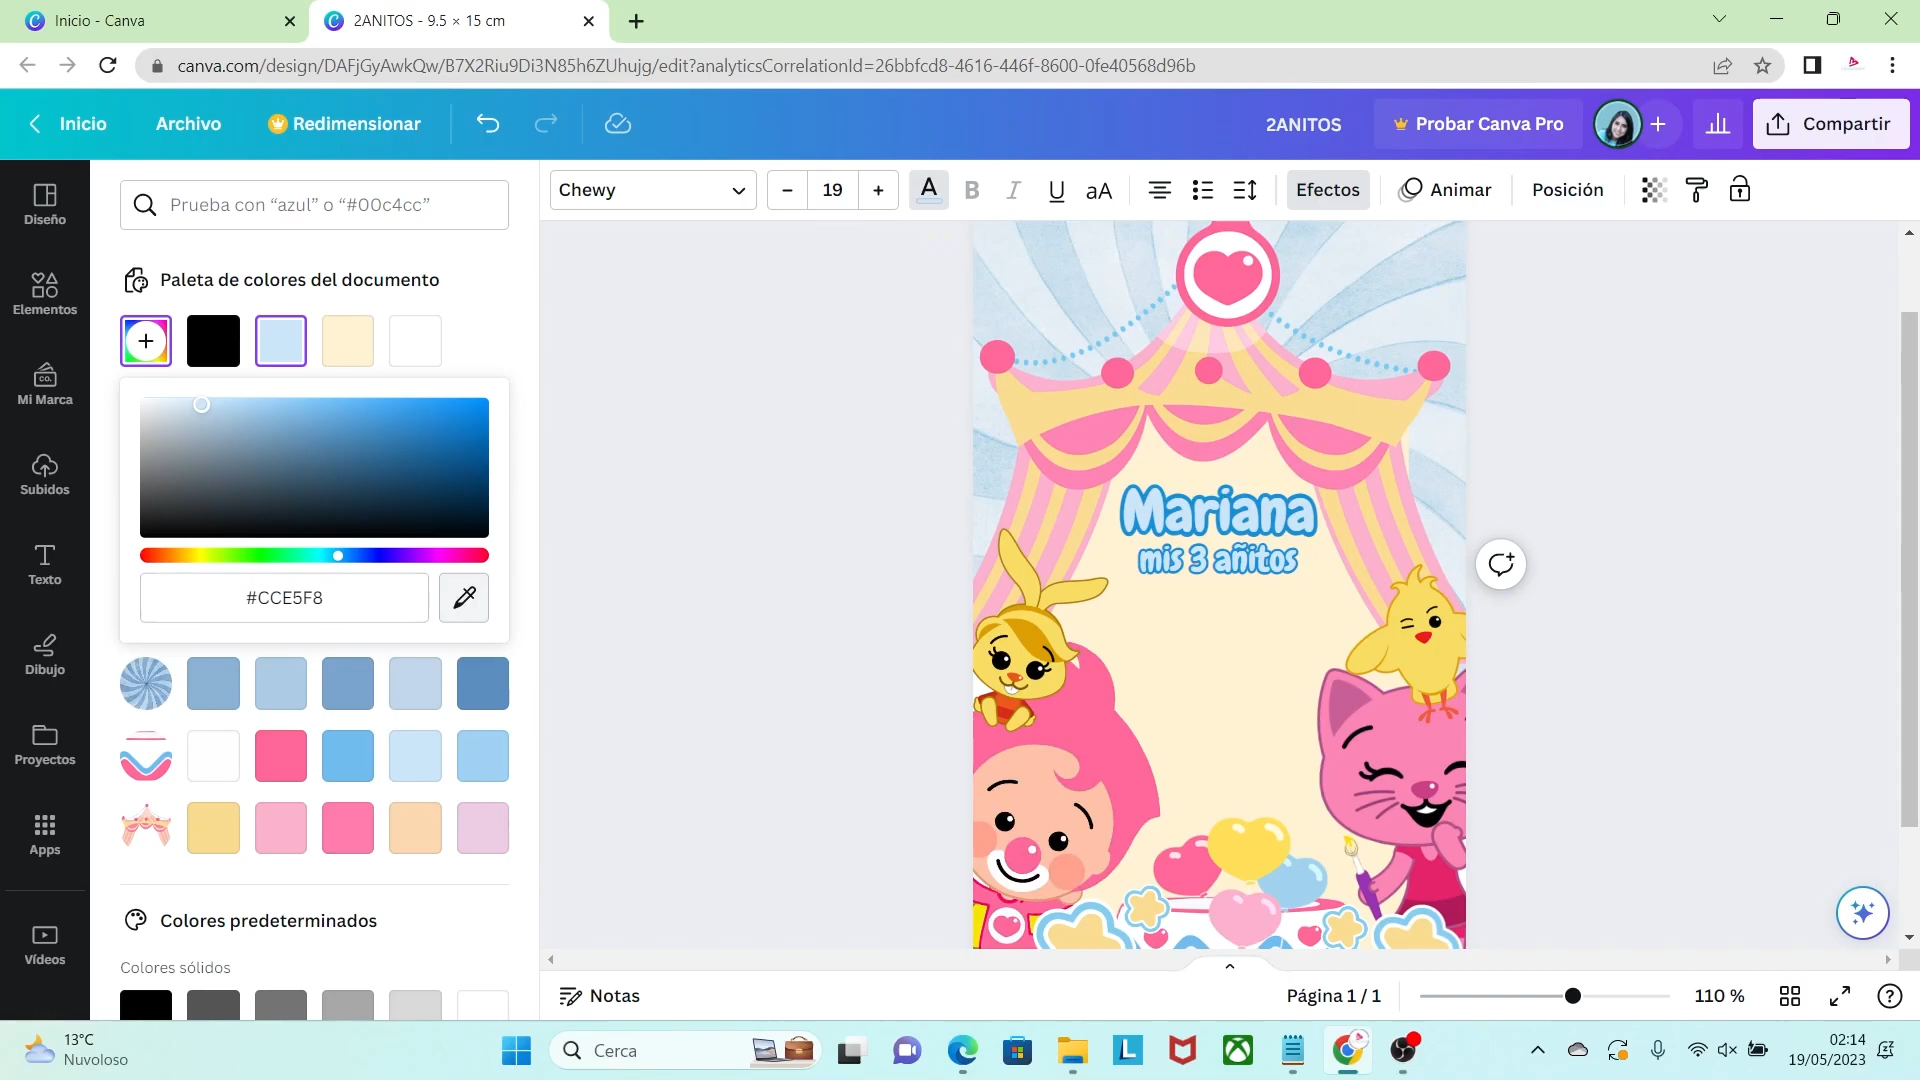 Inicio - Canva
2ANITOS - 9.5 × 15 cm
canva.com/design/DAFjGyAwkQw/B7X2Riu9Di3N85h6ZUhujg/edit?analyticsCorrelationId=26bbfcd8-4616-446f-8600-0fe40568d96b
Inicio
Archivo
Redimensionar
2ANITOS
Probar Canva Pro
Compartir
Diseño
Elementos
CO.
Mi Marca
Subidos
Texto
Dibujo
Proyectos
Apps
Vídeos
Prueba con “azul” o “#00c4cc”
Paleta de colores del documento
#CCE5F8
Colores predeterminados
Colores sólidos
Chewy
- 19 +
A B I U aA
Efectos
Animar
Posición
Mariana
mis 3 añitos
Notas
Página 1 / 1
110 %
13°C
Nuvoloso
Cerca
02:14
19/05/2023